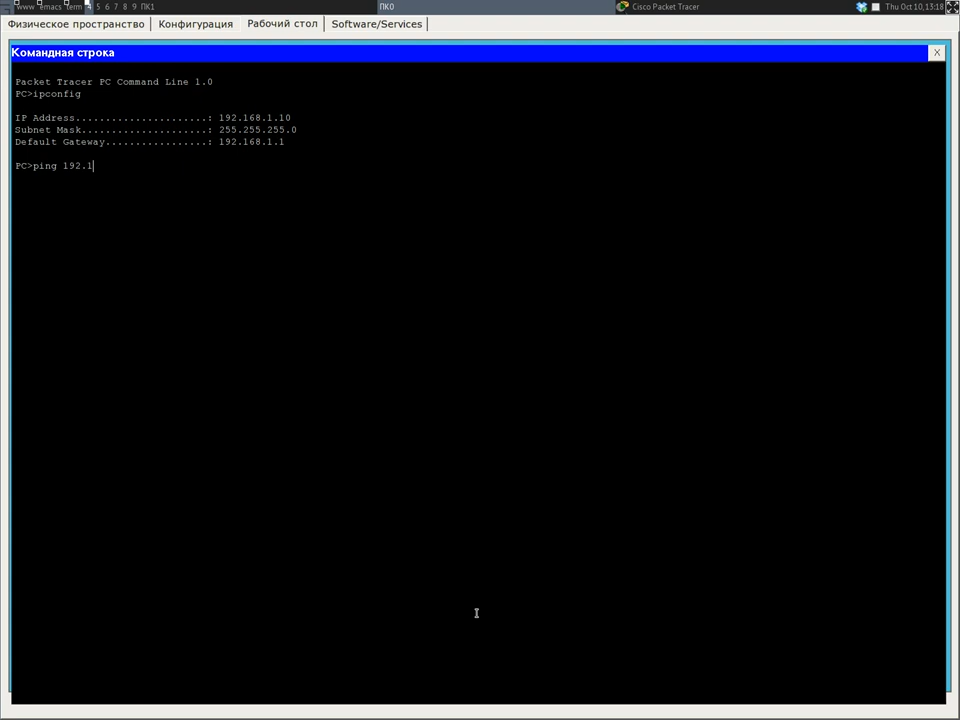 www emacs term 4 5 6 7 8 9 ПК1 ПК0 Cisco Packet Tracer Thu Oct 10, 13:18
Физическое пространство Конфигурация Рабочий стол Software/Services
Командная строка X
Packet Tracer PC Command Line 1.0
PC>ipconfig
IP Address......................: 192.168.1.10
Subnet Mask.....................: 255.255.255.0
Default Gateway.................: 192.168.1.1
PC>ping 192.1